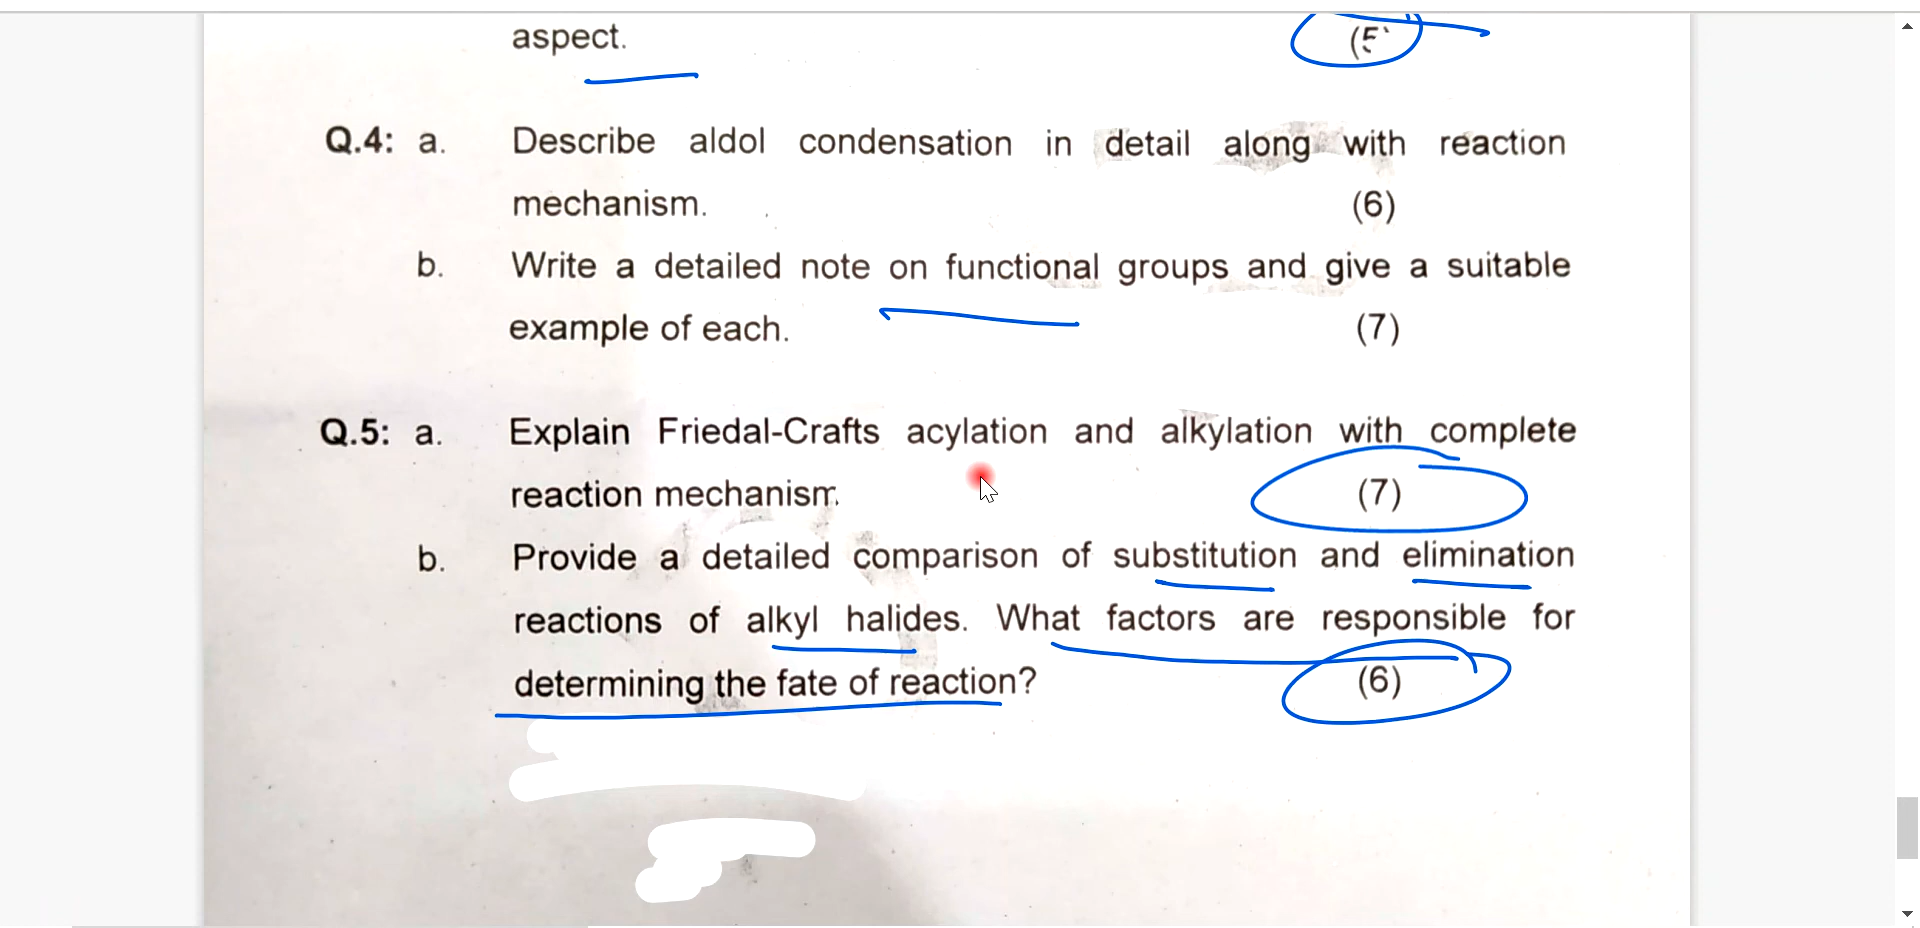 aspect.
(5
Q.4: a. Describe aldol condensation in detail along with reaction
mechanism. (6)
b. Write a detailed note on functional groups and give a suitable
example of each. (7)
Q.5: a. Explain Friedal-Crafts acylation and alkylation with complete
reaction mechanism. (7)
b. Provide a detailed comparison of substitution and elimination
reactions of alkyl halides. What factors are responsible for
determining the fate of reaction? (6)